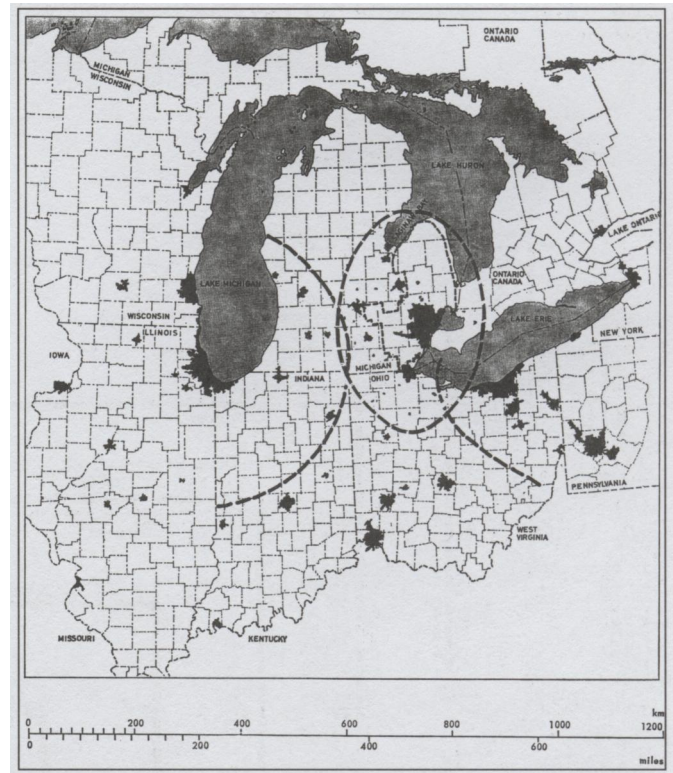 ONTARIO
CANADA
MICHIGAN
WISCONSIN
LAKE HURON
LAKE ONTARIO
LAKE MICHIGAN
ONTARIO
CANADA
WISCONSIN
ILLINOIS
LAKE ERIE
NEW YORK
IOWA
INDIANA
MICHIGAN
OHIO
PENNSYLVANIA
WEST
VIRGINIA
MISSOURI
KENTUCKY
km
0 200 400 600 800 1000 1200
0 200 400 600
miles